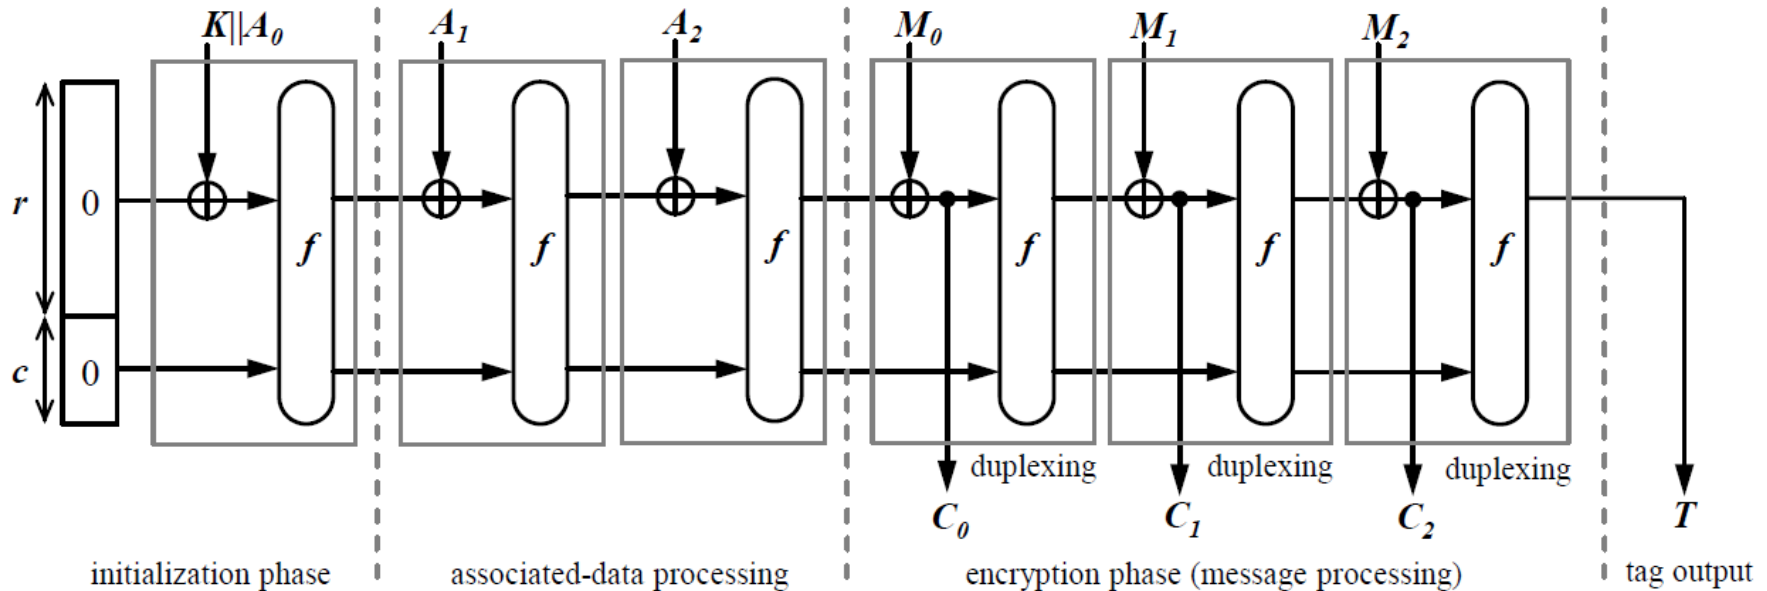 K||A₀ A₁ A₂ M₀ M₁ M₂
r 0 f f f f f f
c 0
duplexing duplexing duplexing
C₀ C₁ C₂ T
initialization phase associated-data processing encryption phase (message processing) tag output